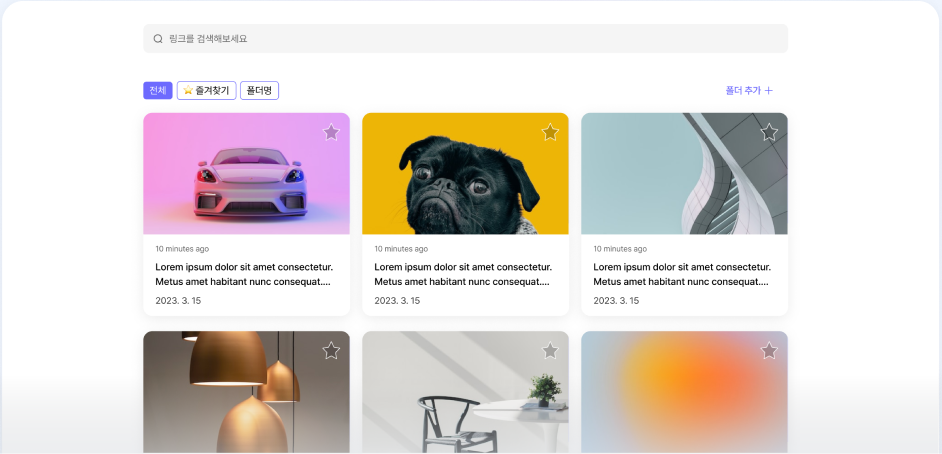 링크를 검색해보세요
전체
⭐ 즐겨찾기
폴더명
폴더 추가 +
10 minutes ago
Lorem ipsum dolor sit amet consectetur.
Metus amet habitant nunc consequat....
2023. 3. 15
10 minutes ago
Lorem ipsum dolor sit amet consectetur.
Metus amet habitant nunc consequat....
2023. 3. 15
10 minutes ago
Lorem ipsum dolor sit amet consectetur.
Metus amet habitant nunc consequat....
2023. 3. 15